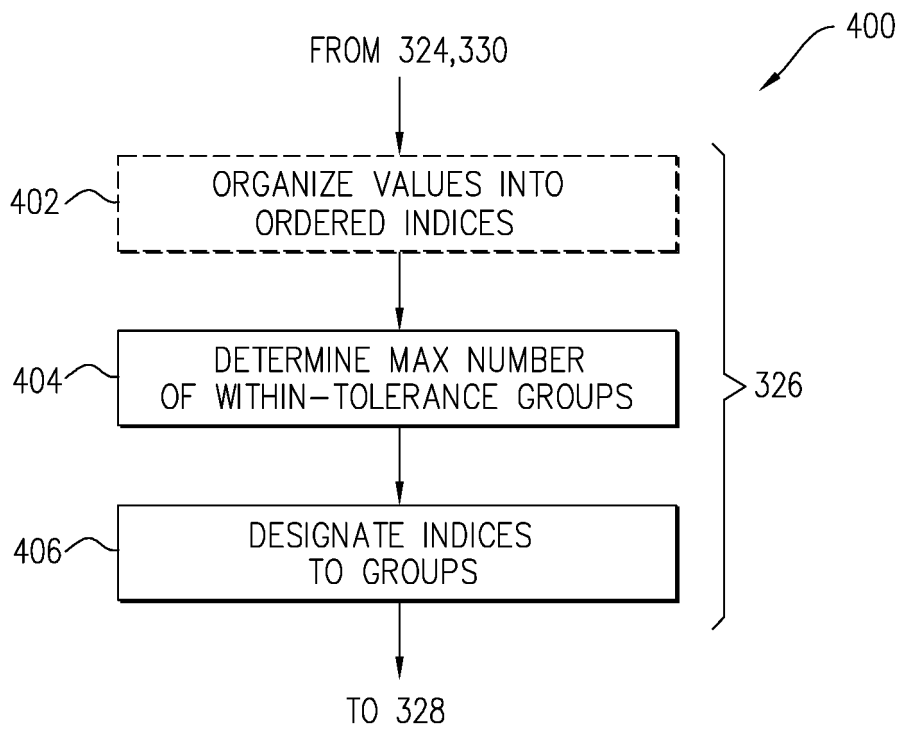 400
FROM 324,330
402
ORGANIZE VALUES INTO
ORDERED INDICES
404
DETERMINE MAX NUMBER
OF WITHIN-TOLERANCE GROUPS
326
406
DESIGNATE INDICES
TO GROUPS
TO 328